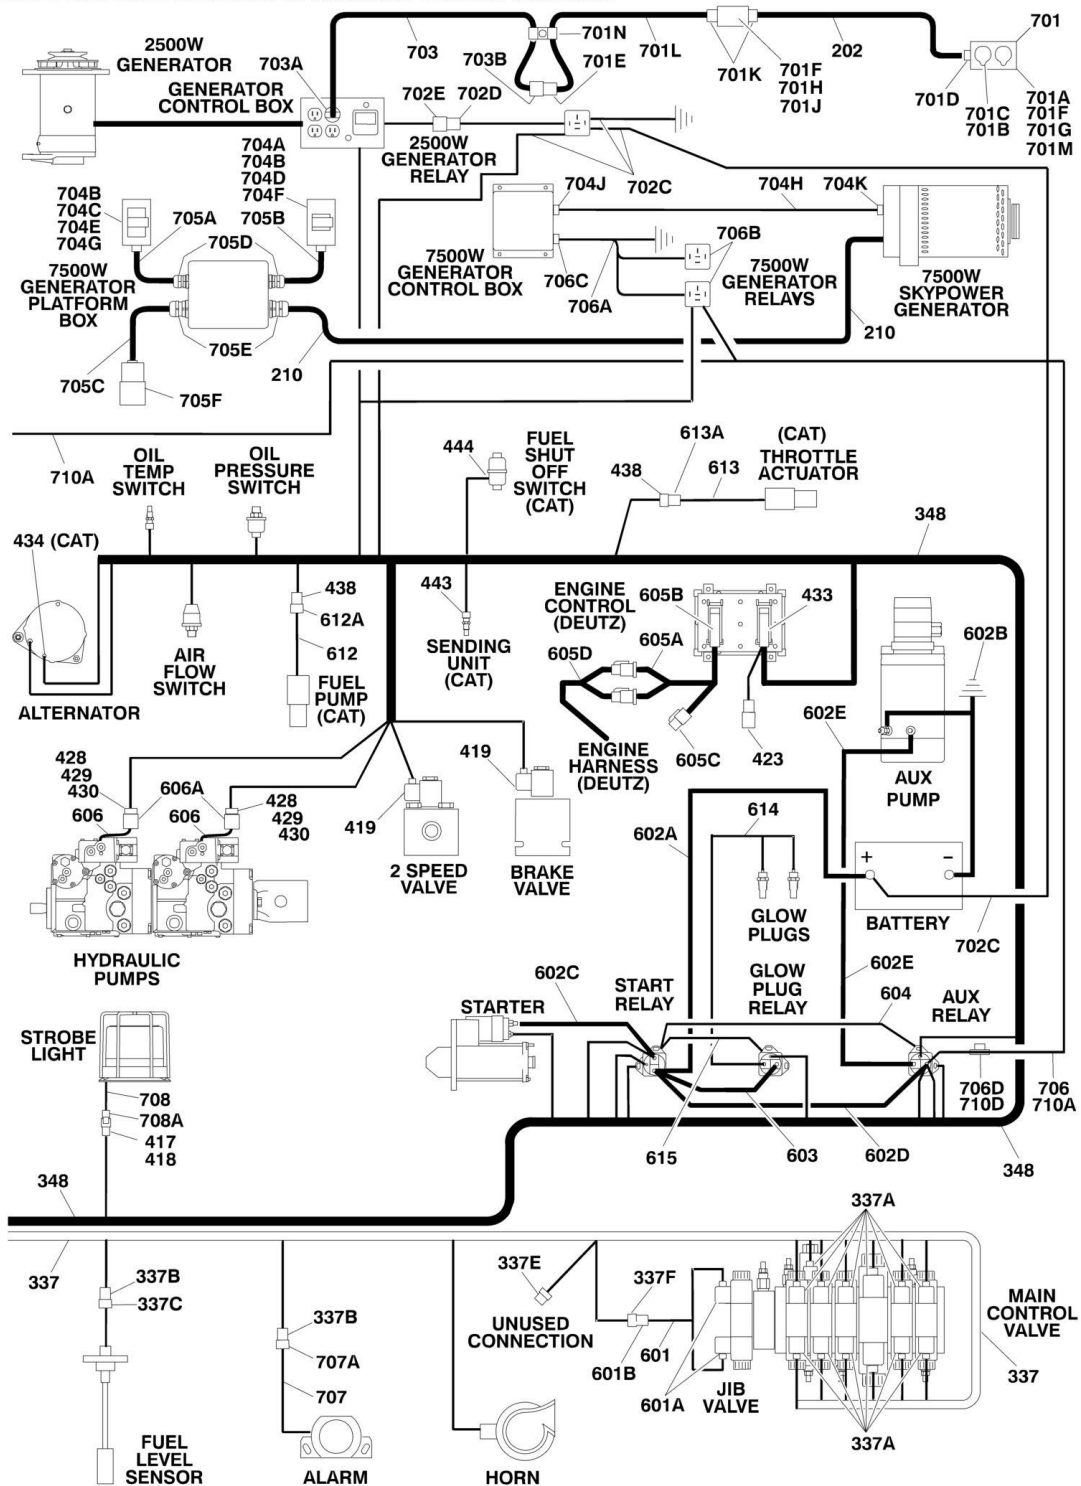 2500W
GENERATOR
703A
703
701N
701L
202
701
GENERATOR
CONTROL BOX
703B
701E
701K
701F
701H
701J
701D
701C
701B
701A
701F
701G
701M
702E
702D
2500W
GENERATOR
RELAY
702C
704A
704B
704D
704F
704B
704C
704E
704G
705A
705B
705D
704J
704H
704K
7500W
GENERATOR
PLATFORM
BOX
7500W
GENERATOR
CONTROL BOX
706C
706A
706B
7500W
GENERATOR
RELAYS
7500W
SKYPOWER
GENERATOR
705E
210
210
705C
705F
710A
OIL
TEMP
SWITCH
OIL
PRESSURE
SWITCH
444
FUEL
SHUT
OFF
SWITCH
(CAT)
438
613A
613
(CAT)
THROTTLE
ACTUATOR
348
434 (CAT)
438
612A
612
443
ENGINE
CONTROL
(DEUTZ)
605B
433
605A
605D
SENDING
UNIT
(CAT)
AIR
FLOW
SWITCH
FUEL
PUMP
(CAT)
ALTERNATOR
602B
602E
419
ENGINE
HARNESS
(DEUTZ)
605C
423
AUX
PUMP
428
429
430
606A
428
429
430
606
606
419
602A
614
2 SPEED
VALVE
BRAKE
VALVE
+
–
GLOW
PLUGS
BATTERY
702C
HYDRAULIC
PUMPS
602C
START
RELAY
GLOW
PLUG
RELAY
602E
604
AUX
RELAY
STARTER
STROBE
LIGHT
708
708A
417
418
706D
710D
706
710A
615
603
602D
348
348
337A
337
337B
337C
337B
707A
707
337E
337F
UNUSED
CONNECTION
601
601B
601A
JIB
VALVE
MAIN
CONTROL
VALVE
337
337A
FUEL
LEVEL
SENSOR
ALARM
HORN